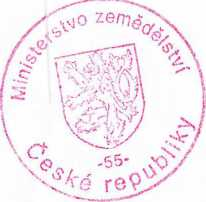 Ministerstvo zemědělství
-55-
České republiky